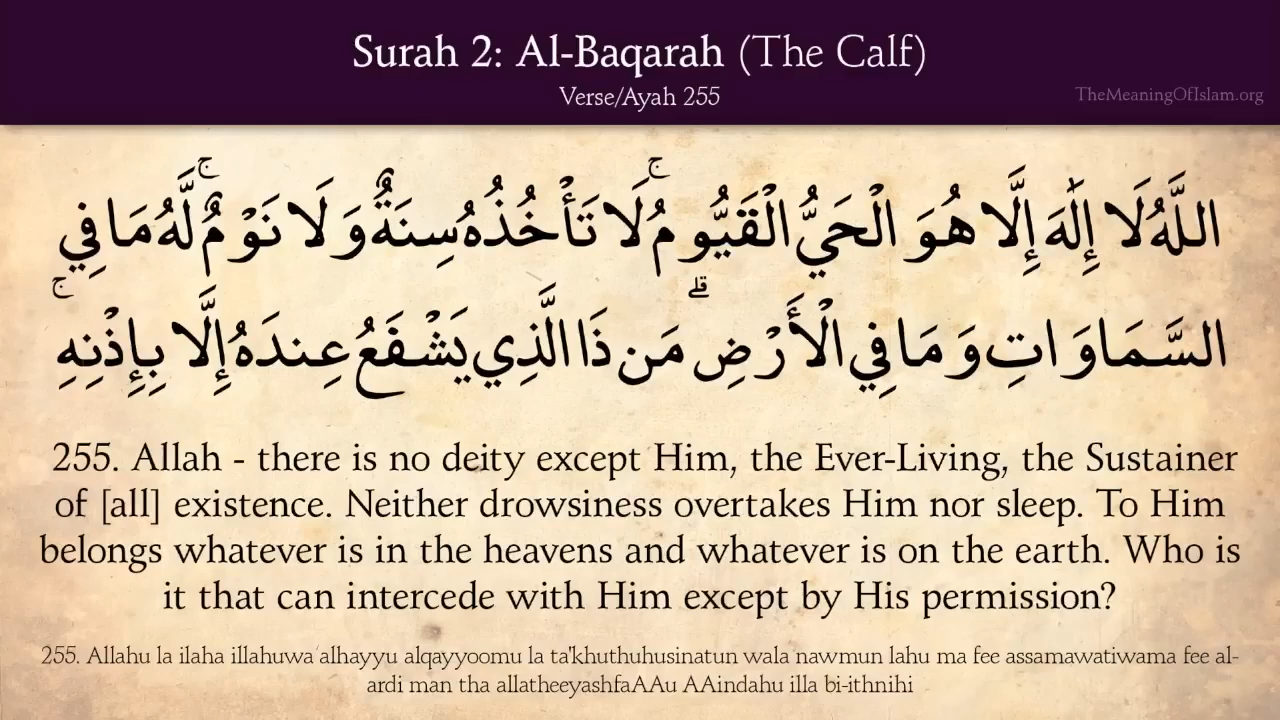 Surah 2: Al-Baqarah (The Calf)
Verse/Ayah 255
TheMeaningOfIslam.org
اللَّهُ لَا إِلَٰهَ إِلَّا هُوَ الْحَيُّ الْقَيُّومُ ۚ لَا تَأْخُذُهُ سِنَةٌ وَلَا نَوْمٌ ۚ لَّهُ مَا فِي
السَّمَاوَاتِ وَمَا فِي الْأَرْضِ ۗ مَن ذَا الَّذِي يَشْفَعُ عِندَهُ إِلَّا بِإِذْنِهِ ۚ
255. Allah - there is no deity except Him, the Ever-Living, the Sustainer
of [all] existence. Neither drowsiness overtakes Him nor sleep. To Him
belongs whatever is in the heavens and whatever is on the earth. Who is
it that can intercede with Him except by His permission?
255. Allahu la ilaha illahuwa alhayyu alqayyoomu la ta'khuthuhusinatun wala nawmun lahu ma fee assamawatiwama fee al-
ardi man tha allatheeyashfaAAu AAindahu illa bi-ithnihi